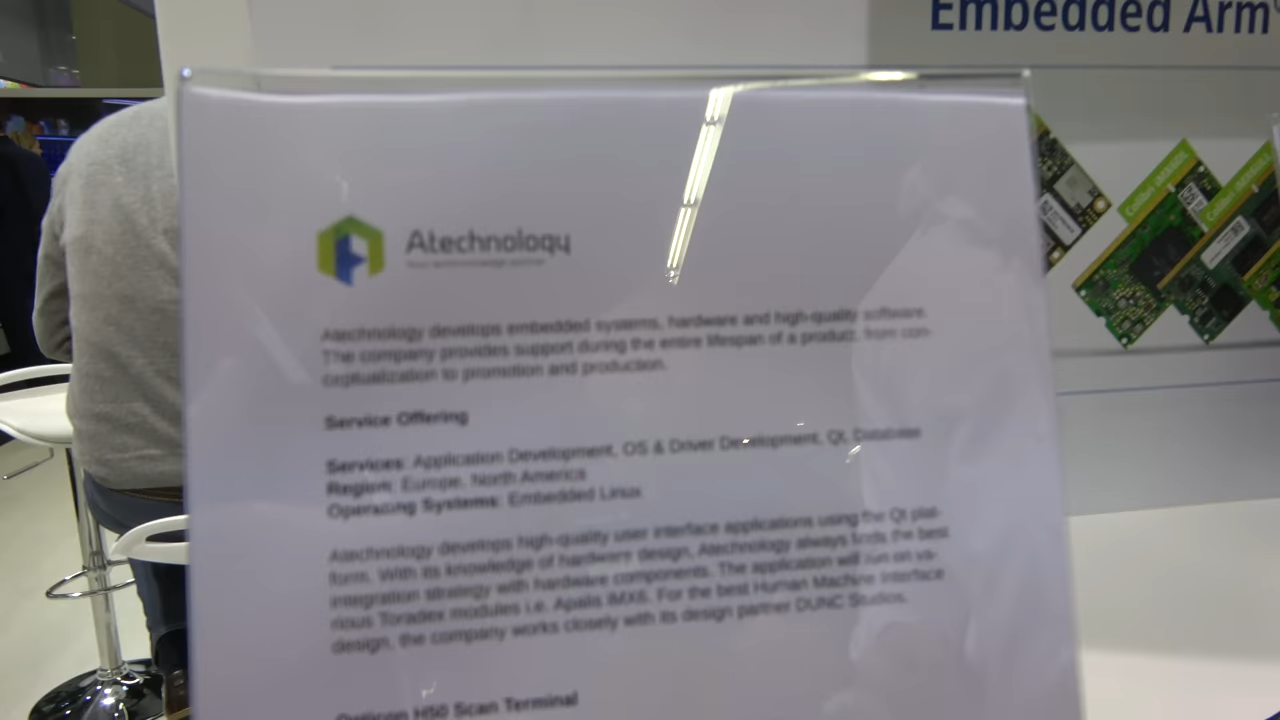 Embedded Arm
Atechnology
Atechnology develops embedded systems, hardware and high-quality software.
The company provides support during the entire lifespan of a product, from con-
ceptualization to promotion and production.
Service Offering
Services: Application Development, OS & Driver Development, Qt, Database
Region: Europe, North America
Operating Systems: Embedded Linux
Atechnology develops high-quality user interface applications using the Qt plat-
form. With its knowledge of hardware design, Atechnology always finds the best
integration strategy with hardware components. The application will run on va-
rious Toradex modules i.e. Apalis iMX6. For the best Human Machine Interface
design, the company works closely with its design partner DUNC Studios.
Opticon H50 Scan Terminal